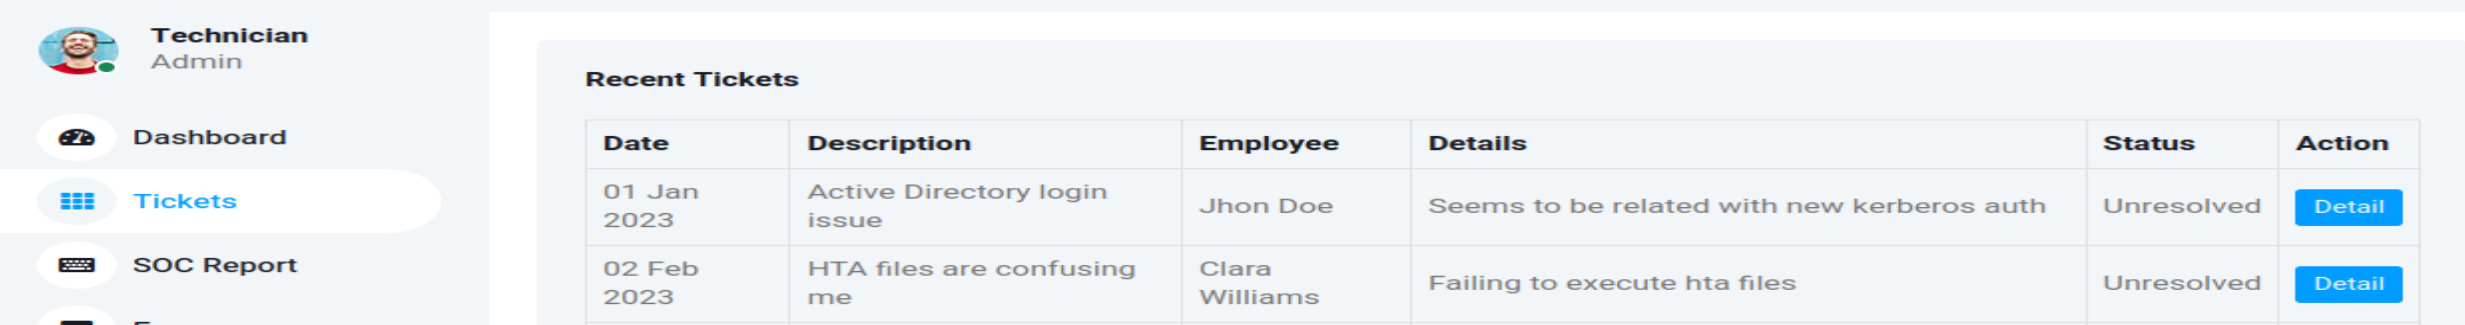 Technician
Admin
Dashboard
Tickets
SOC Report
Recent Tickets
Date Description Employee Details Status Action
01 Jan 2023 Active Directory login issue Jhon Doe Seems to be related with new kerberos auth Unresolved Detail
02 Feb 2023 HTA files are confusing me Clara Williams Failing to execute hta files Unresolved Detail